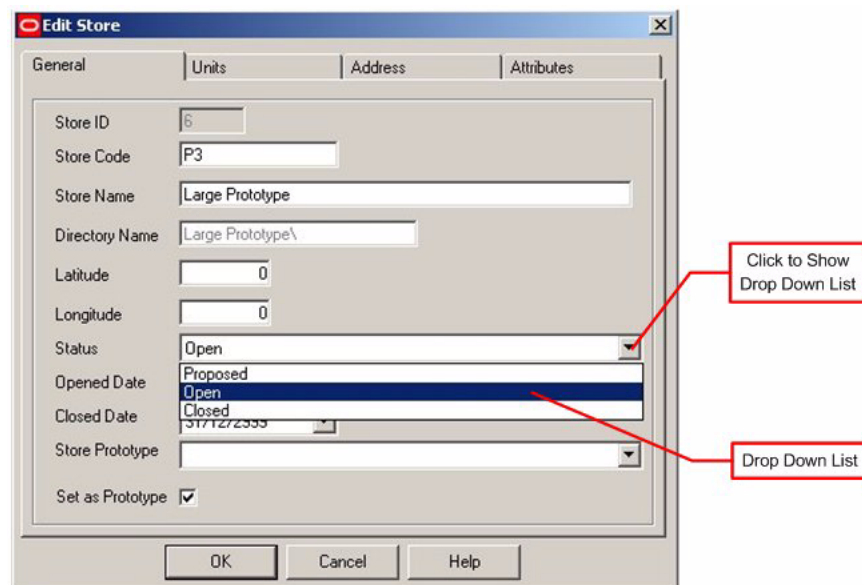 Edit Store
General Units Address Attributes
Store ID 6
Store Code P3
Store Name Large Prototype
Directory Name Large Prototype\
Latitude 0
Click to Show
Drop Down List
Longitude 0
Status Open
Proposed
Opened Date
Open
Closed
Closed Date
Store Prototype
Drop Down List
Set as Prototype
OK Cancel Help